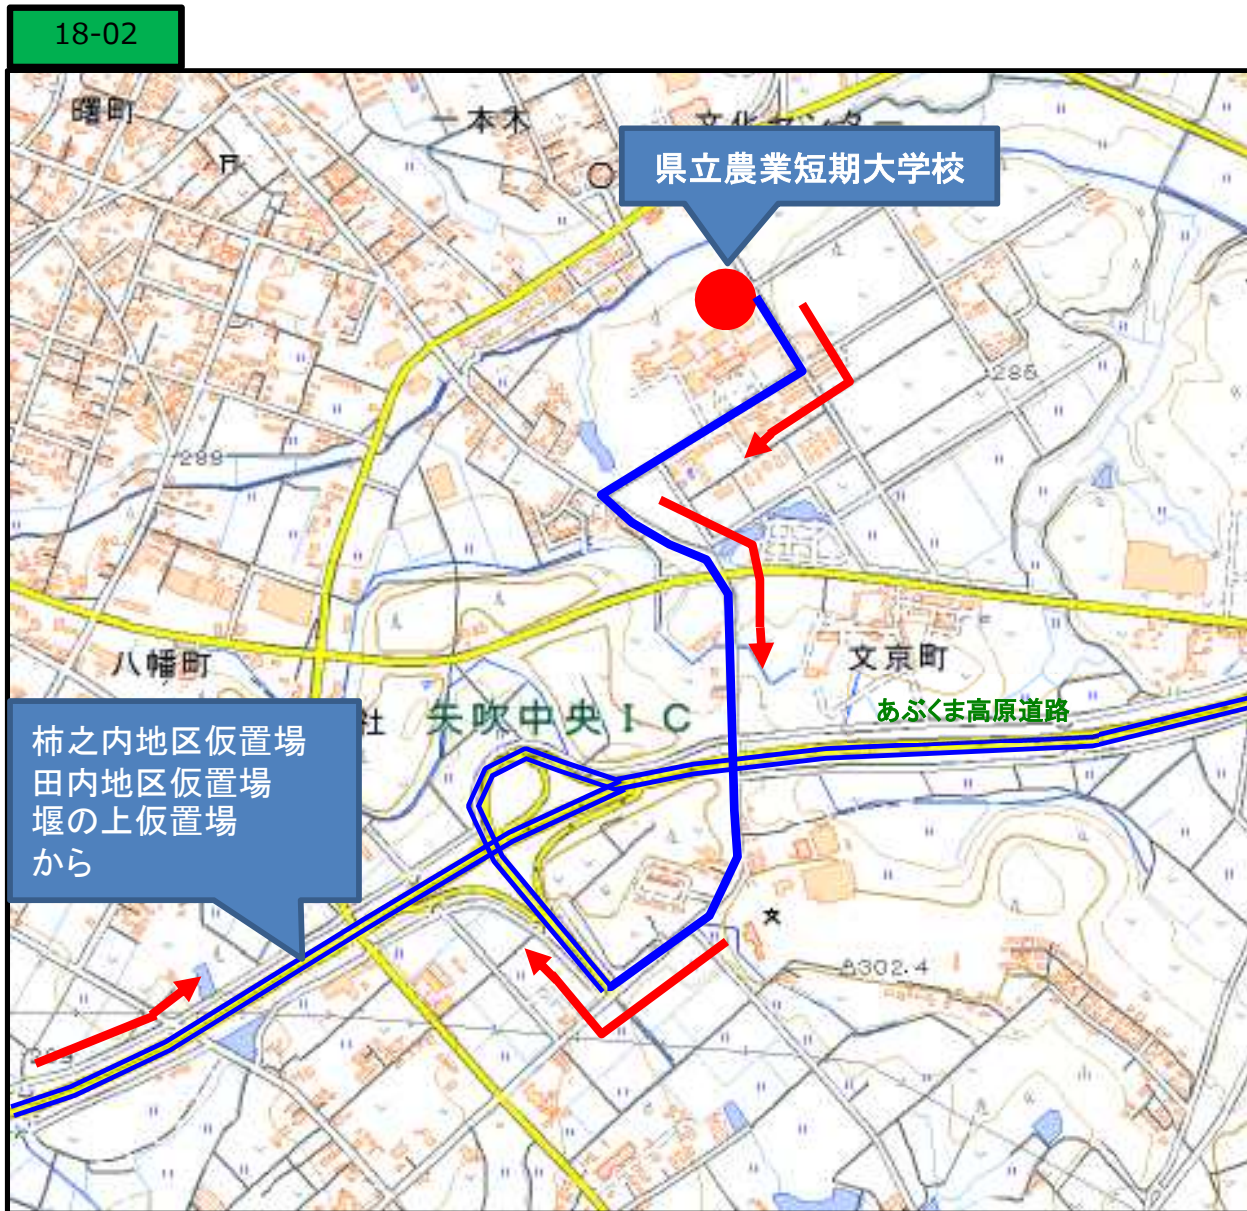 18-02
曙町
一本木
文化センター
県立農業短期大学校
285
288
八幡町
文京町
あぶくま高原道路
社 矢吹中央IC
柿之内地区仮置場
田内地区仮置場
堰の上仮置場
から
文
302.4